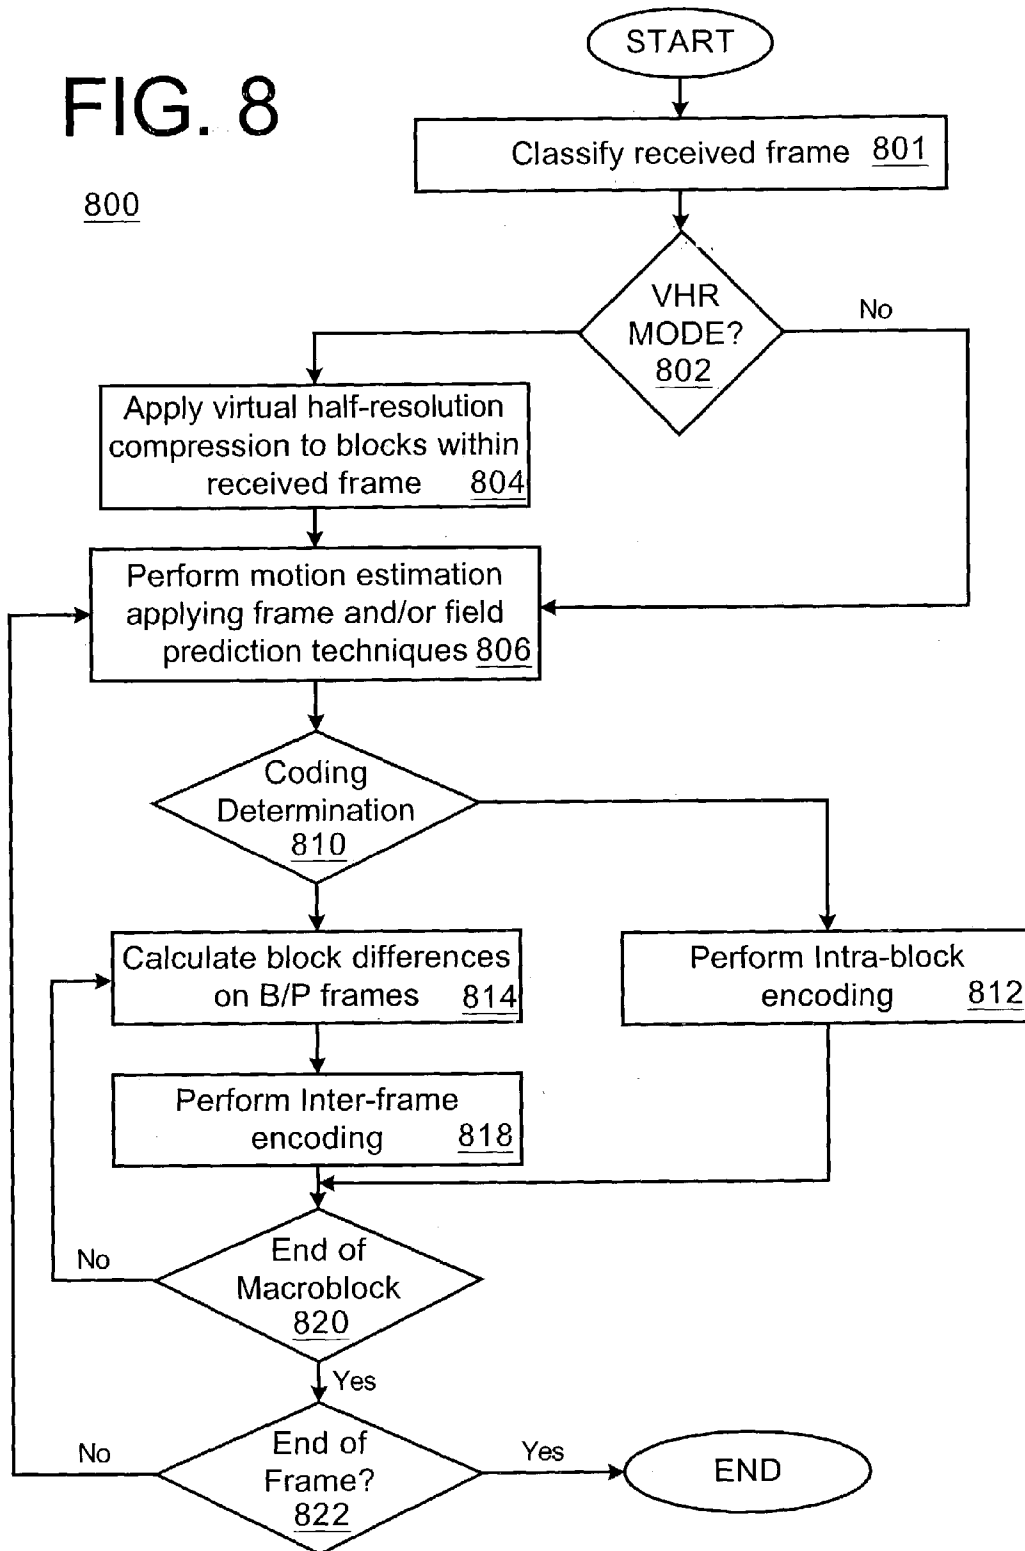 START
FIG. 8
800
Classify received frame 801
VHR
MODE?
802
No
Apply virtual half-resolution
compression to blocks within
received frame 804
Perform motion estimation
applying frame and/or field
prediction techniques 806
Coding
Determination
810
Calculate block differences
on B/P frames 814
Perform Intra-block
encoding 812
Perform Inter-frame
encoding 818
End of
Macroblock
820
No
Yes
End of
Frame?
822
No
Yes
END